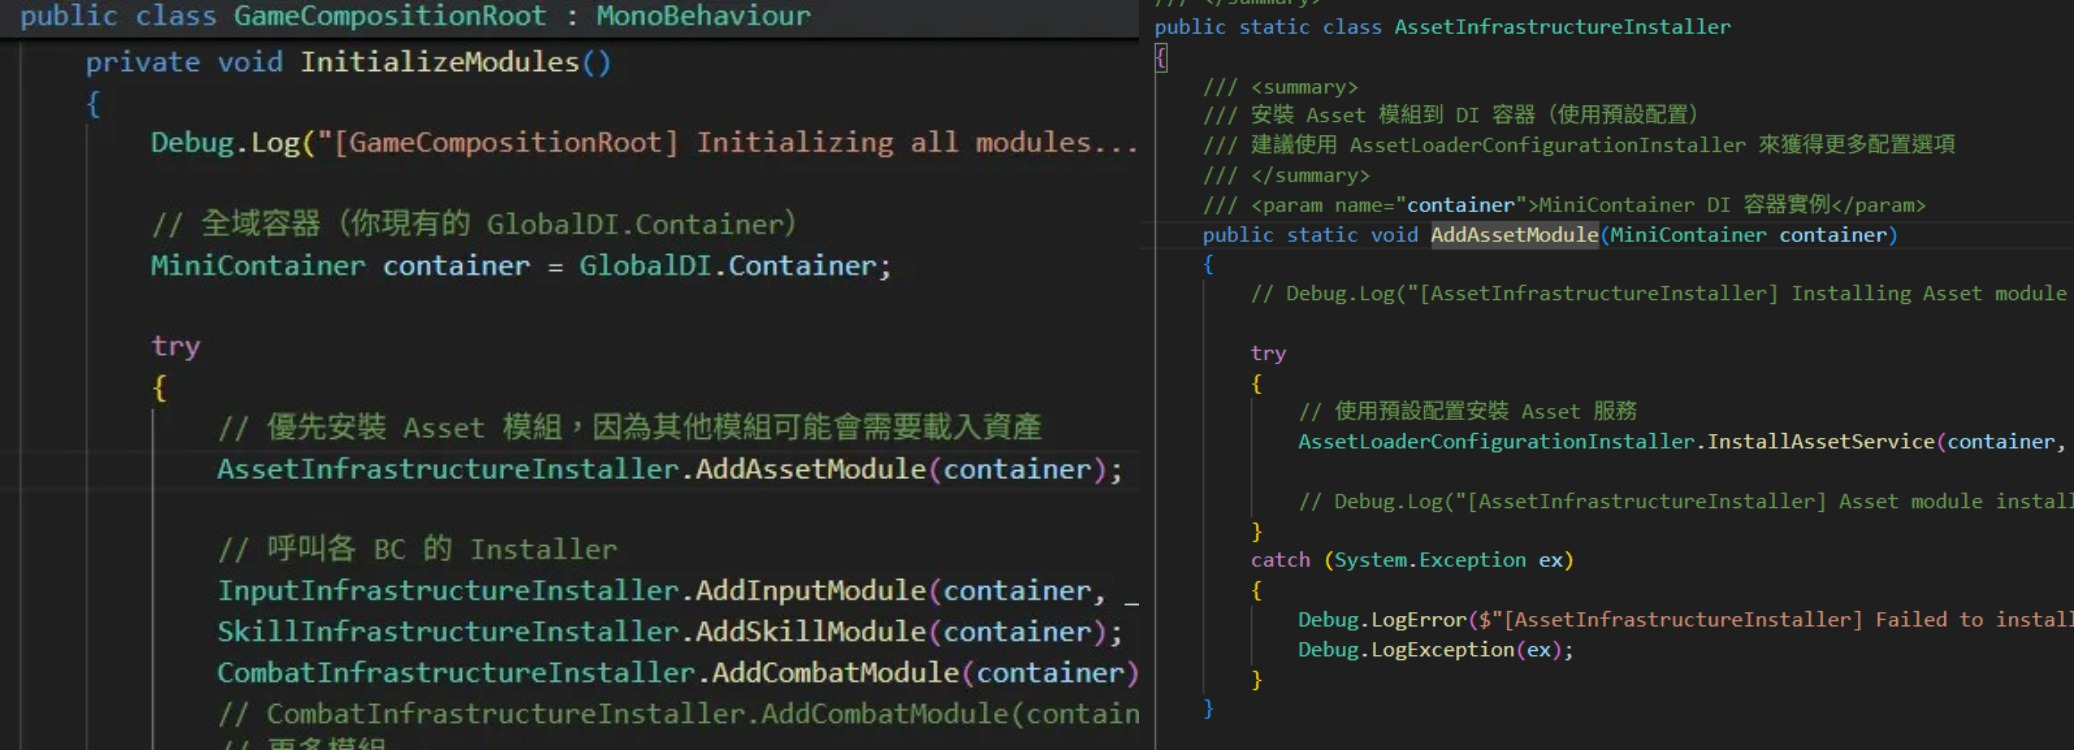 public class GameCompositionRoot : MonoBehaviour
private void InitializeModules()
{
Debug.Log("[GameCompositionRoot] Initializing all modules...
// 全域容器（你現有的 GlobalDI.Container）
MiniContainer container = GlobalDI.Container;
try
{
// 優先安裝 Asset 模組，因為其他模組可能會需要載入資產
AssetInfrastructureInstaller.AddAssetModule(container);
// 呼叫各 BC 的 Installer
InputInfrastructureInstaller.AddInputModule(container, _
SkillInfrastructureInstaller.AddSkillModule(container);
CombatInfrastructureInstaller.AddCombatModule(container)
// CombatInfrastructureInstaller.AddCombatModule(contain
// 更多模組
/// </summary>
public static class AssetInfrastructureInstaller
{
/// <summary>
/// 安裝 Asset 模組到 DI 容器（使用預設配置）
/// 建議使用 AssetLoaderConfigurationInstaller 來獲得更多配置選項
/// </summary>
/// <param name="container">MiniContainer DI 容器實例</param>
public static void AddAssetModule(MiniContainer container)
{
// Debug.Log("[AssetInfrastructureInstaller] Installing Asset module
try
{
// 使用預設配置安裝 Asset 服務
AssetLoaderConfigurationInstaller.InstallAssetService(container,
// Debug.Log("[AssetInfrastructureInstaller] Asset module install
}
catch (System.Exception ex)
{
Debug.LogError($"[AssetInfrastructureInstaller] Failed to install
Debug.LogException(ex);
}
}